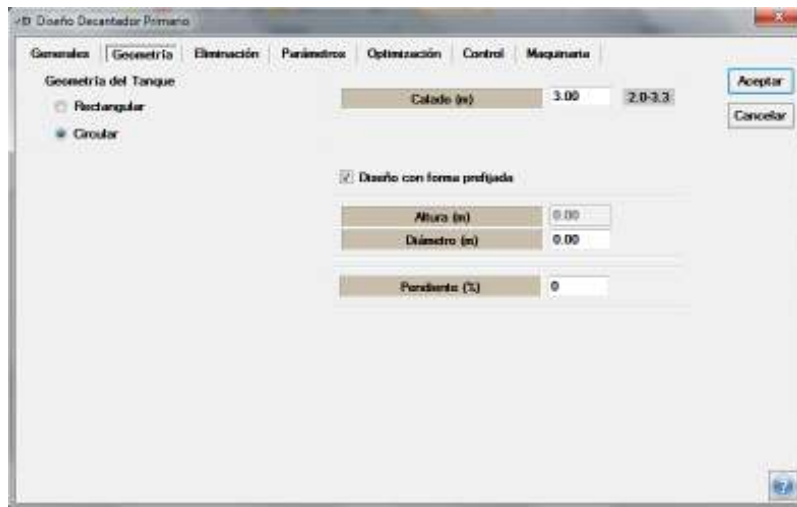 Diseño Decantador Primario
Generales Geometría Eliminación Parámetros Optimización Control Maquinaria
Geometría del Tanque
Rectangular
Circular
Calado (m) 3.00 2.0-3.3
Aceptar
Cancelar
Diseño con forma prefijada
Altura (m) 0.00
Diámetro (m) 0.00
Pendiente (%) 0
?